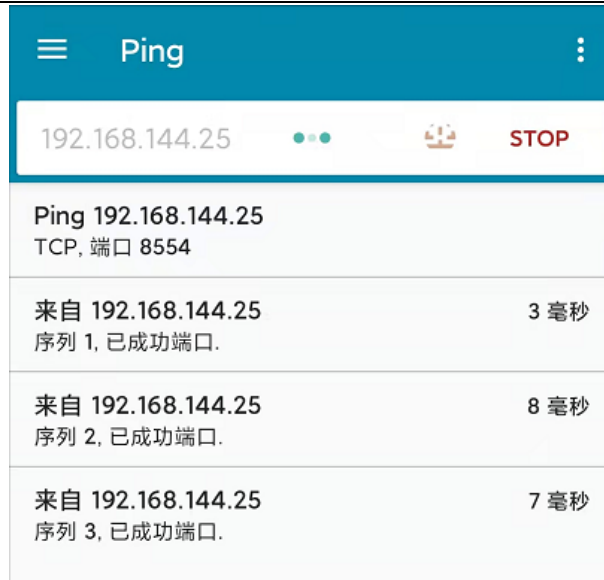 Ping
192.168.144.25
STOP
Ping 192.168.144.25
TCP, 端口 8554
来自 192.168.144.25
3 毫秒
序列 1, 已成功端口.
来自 192.168.144.25
8 毫秒
序列 2, 已成功端口.
来自 192.168.144.25
7 毫秒
序列 3, 已成功端口.